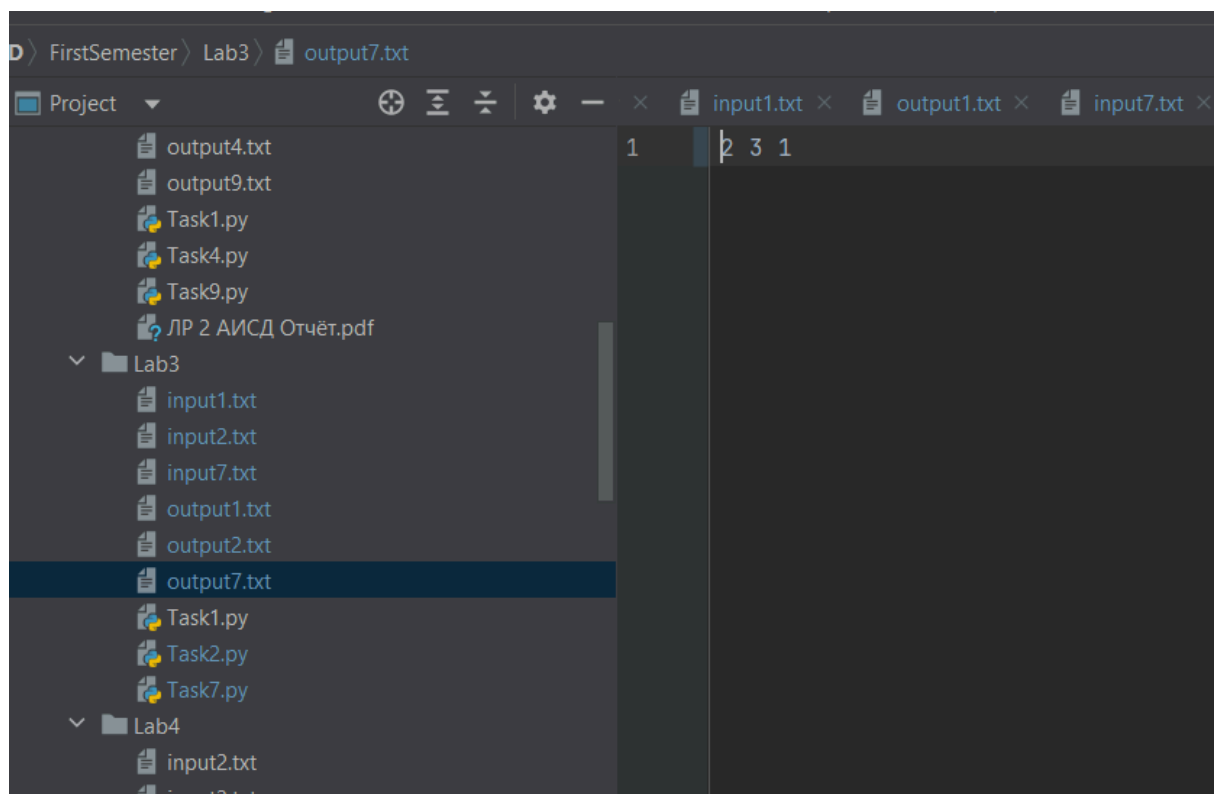 D〉 FirstSemester〉 Lab3〉 output7.txt
Project
input1.txt × output1.txt × input7.txt ×
output4.txt
1 2 3 1
output9.txt
Task1.py
Task4.py
Task9.py
ЛР 2 АИСД Отчёт.pdf
Lab3
input1.txt
input2.txt
input7.txt
output1.txt
output2.txt
output7.txt
Task1.py
Task2.py
Task7.py
Lab4
input2.txt